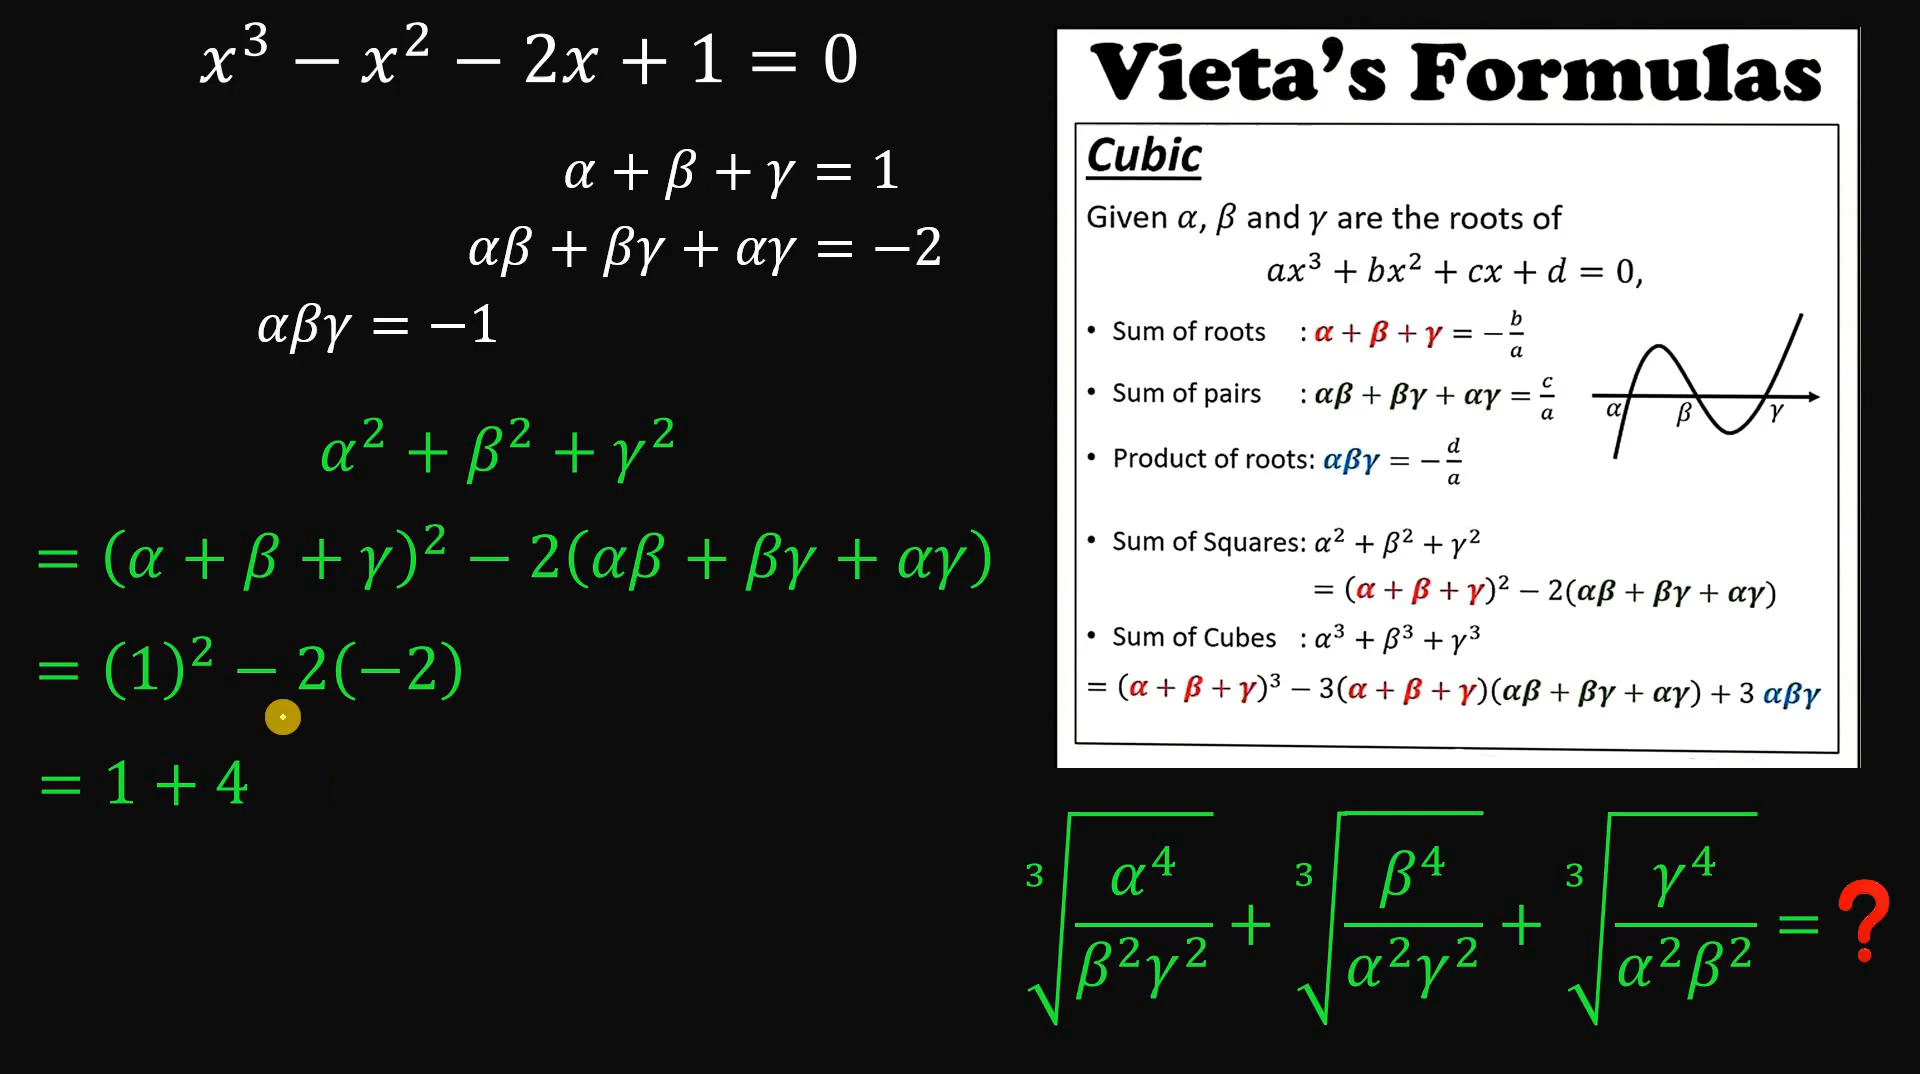 x³ − x² − 2x + 1 = 0
α + β + γ = 1
αβ + βγ + αγ = −2
αβγ = −1
α² + β² + γ²
= (α + β + γ)² − 2(αβ + βγ + αγ)
= (1)² − 2(−2)
= 1 + 4
Vieta's Formulas
Cubic
Given α, β and γ are the roots of
ax³ + bx² + cx + d = 0,
• Sum of roots : α + β + γ = − b/a
• Sum of pairs : αβ + βγ + αγ = c/a
• Product of roots: αβγ = − d/a
α β γ
• Sum of Squares: α² + β² + γ²
= (α + β + γ)² − 2(αβ + βγ + αγ)
• Sum of Cubes : α³ + β³ + γ³
= (α + β + γ)³ − 3(α + β + γ)(αβ + βγ + αγ) + 3 αβγ
∛(α⁴/(β²γ²)) + ∛(β⁴/(α²γ²)) + ∛(γ⁴/(α²β²)) = ?